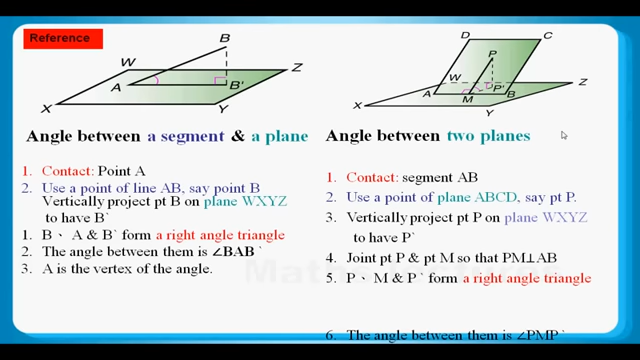 Reference
B
W
Z
A
B'
X
Y
D
C
P
W
Z
A
M
P'
B
X
Y
Angle between a segment & a plane
1. Contact: Point A
2. Use a point of line AB, say point B
Vertically project pt B on plane WXYZ
to have B`
1. B、 A & B` form a right angle triangle
2. The angle between them is ∠BAB `
3. A is the vertex of the angle.
Angle between two planes
1. Contact: segment AB
2. Use a point of plane ABCD, say pt P.
3. Vertically project pt P on plane WXYZ
to have P`
4. Joint pt P & pt M so that PM⊥AB
5. P、 M & P` form a right angle triangle
6. The angle between them is ∠PMP `